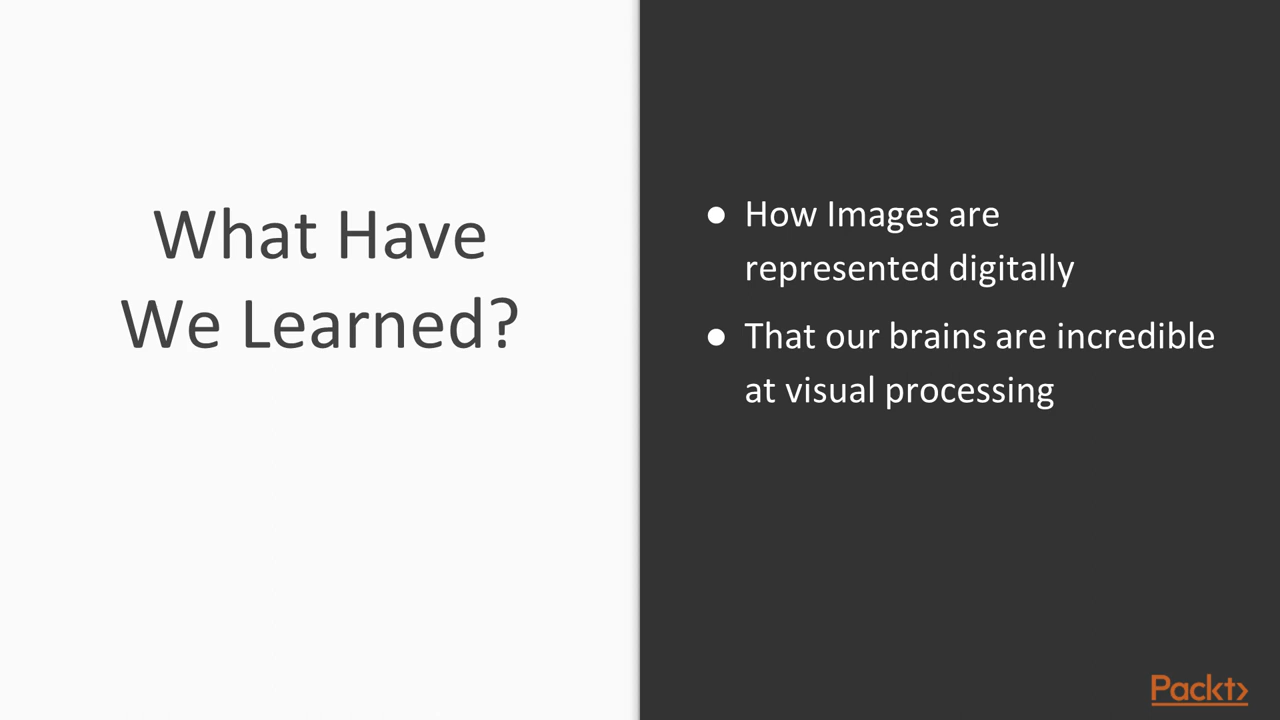 What Have
We Learned?
● How Images are
represented digitally
● That our brains are incredible
at visual processing
Packt>